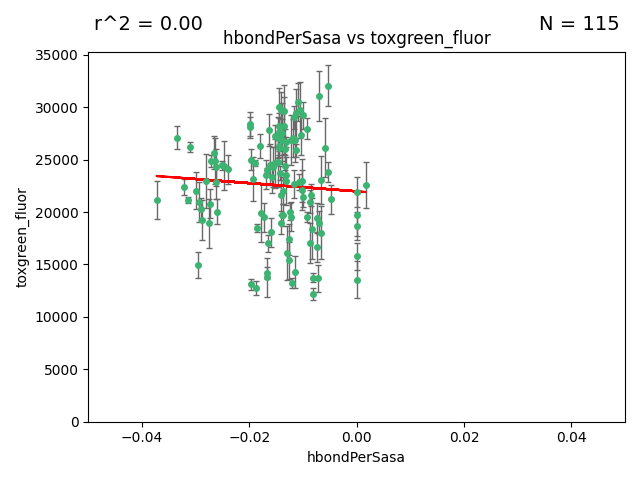 r^2 = 0.00
N = 115
hbondPerSasa vs toxgreen_fluor
35000
30000
25000
20000
15000
10000
5000
0
toxgreen_fluor
−0.04
−0.02
0.00
0.02
0.04
hbondPerSasa